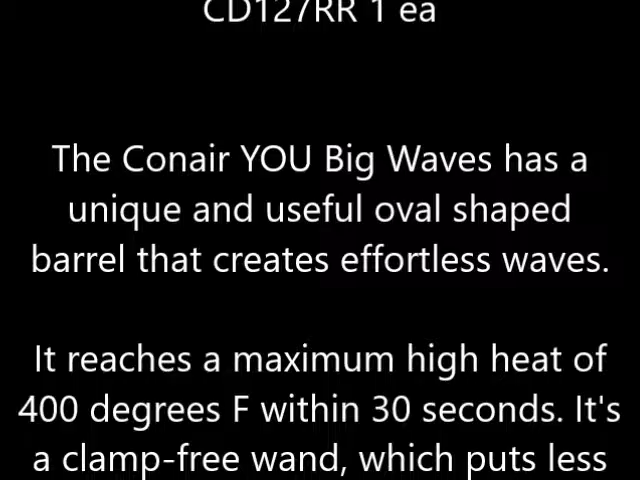 CD127RR 1 ea
The Conair YOU Big Waves has a
unique and useful oval shaped
barrel that creates effortless waves.
It reaches a maximum high heat of
400 degrees F within 30 seconds. It's
a clamp-free wand, which puts less